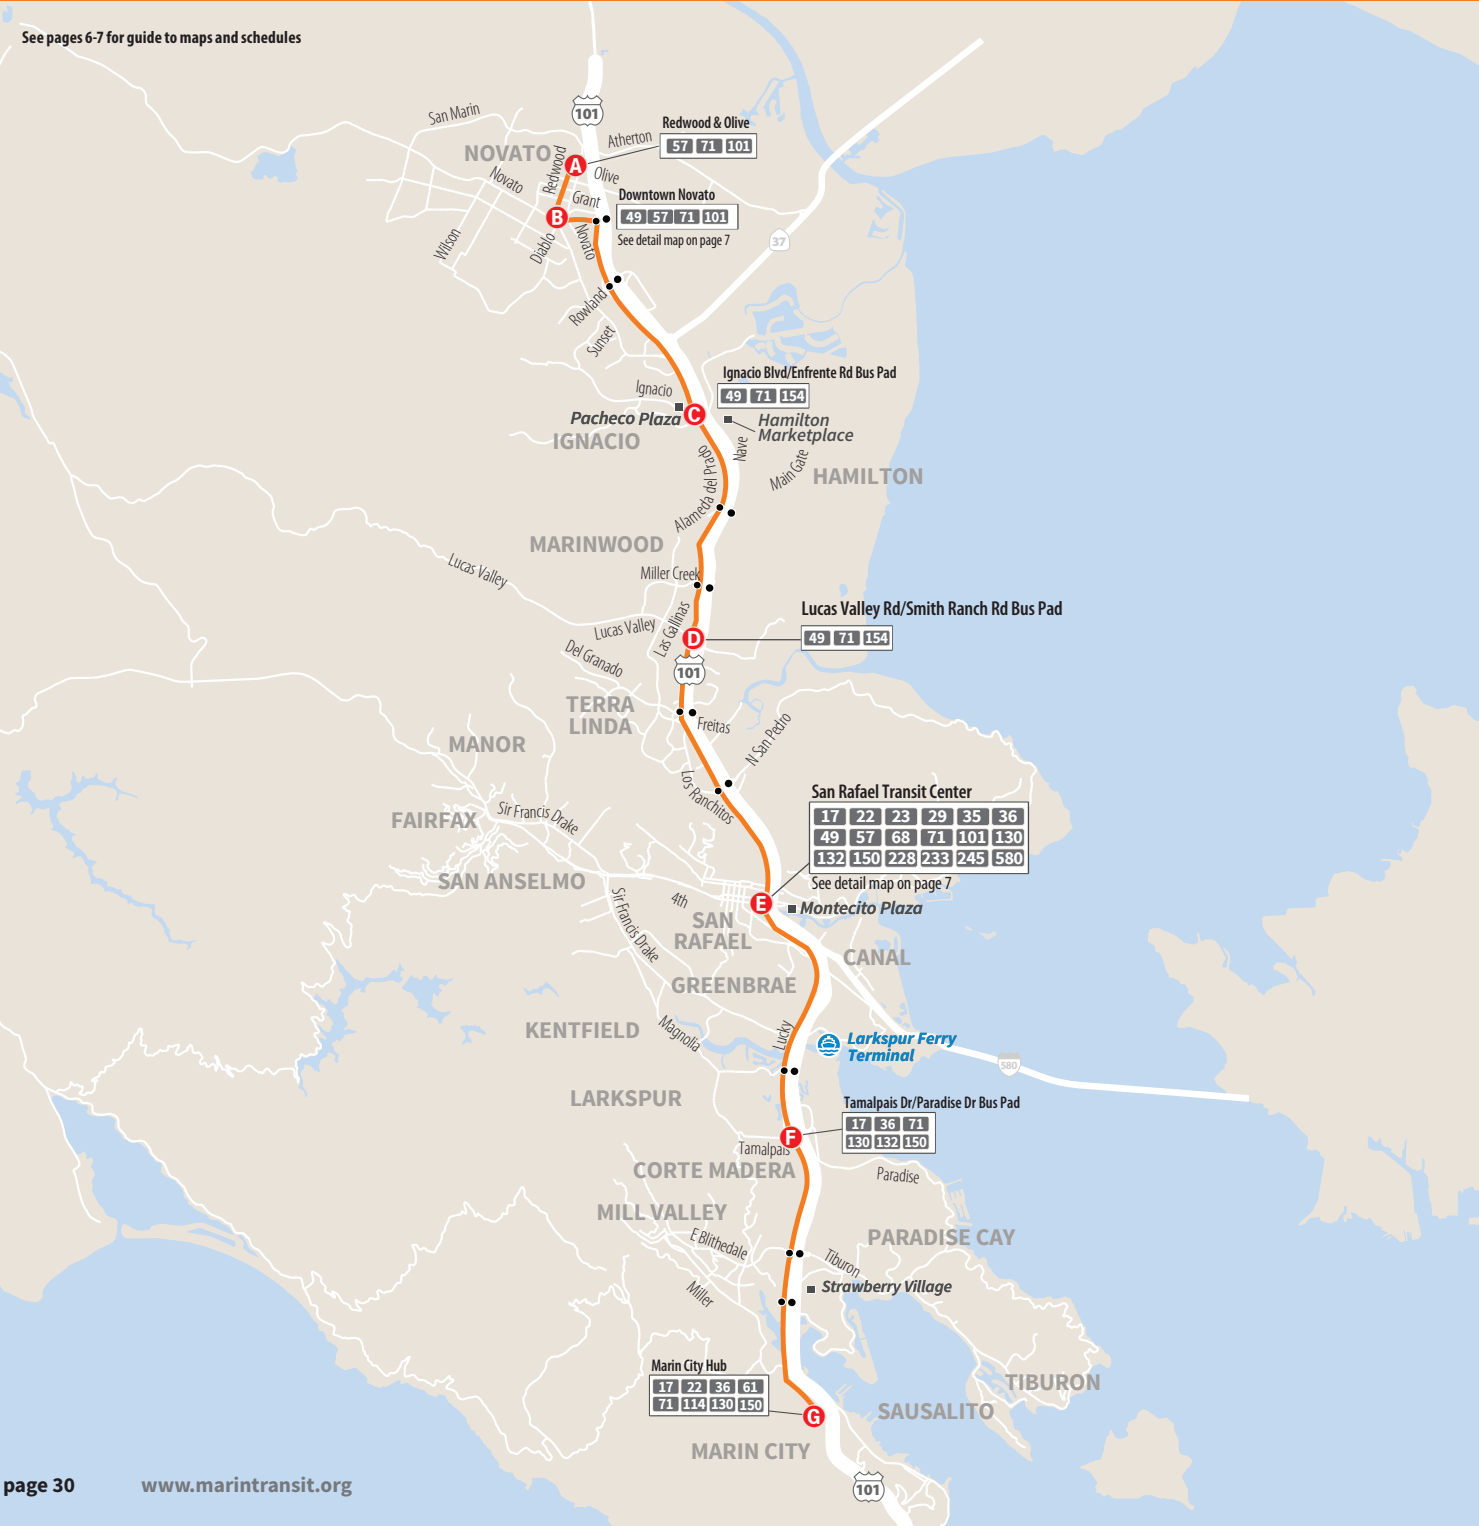 See pages 6-7 for guide to maps and schedules
101
San Marin
Redwood & Olive
57 71 101
Atherton
NOVATO
A
Redwood
Olive
Novato
Grant
Downtown Novato
49 57 71 101
See detail map on page 7
B
Wilson
Diablo
Novato
37
Rowland
Sunset
Ignacio Blvd/Enfrente Rd Bus Pad
49 71 154
Ignacio
Pacheco Plaza
C
Hamilton
Marketplace
IGNACIO
Nave
Main Gate
HAMILTON
Alameda del Prado
MARINWOOD
Lucas Valley
Miller Creek
Lucas Valley Rd/Smith Ranch Rd Bus Pad
49 71 154
Lucas Valley
Las Gallinas
D
Del Granado
101
TERRA
LINDA
Freitas
N San Pedro
MANOR
Los Ranchitos
San Rafael Transit Center
17 22 23 29 35 36
49 57 68 71 101 130
132 150 228 233 245 580
See detail map on page 7
FAIRFAX
Sir Francis Drake
SAN ANSELMO
Sir Francis Drake
4th
E
Montecito Plaza
SAN
RAFAEL
CANAL
GREENBRAE
KENTFIELD
Magnolia
Lucky
Larkspur Ferry
Terminal
580
LARKSPUR
Tamalpais Dr/Paradise Dr Bus Pad
17 36 71
130 132 150
F
Tamalpais
CORTE MADERA
Paradise
MILL VALLEY
E Blithedale
PARADISE CAY
Tiburon
Miller
Strawberry Village
Marin City Hub
17 22 36 61
71 114 130 150
G
TIBURON
SAUSALITO
MARIN CITY
101
page 30
www.marintransit.org